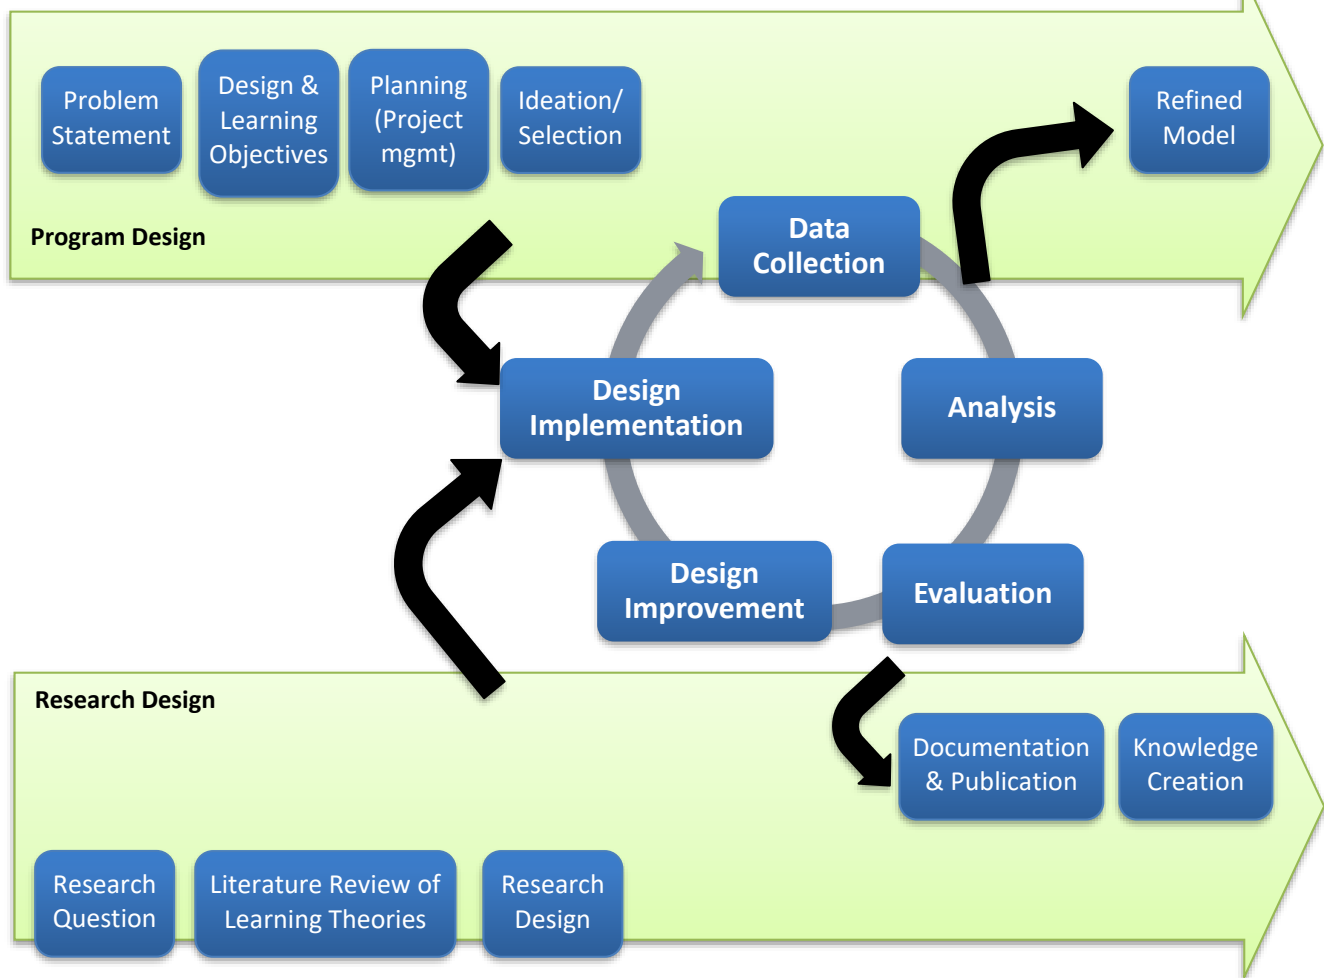 Problem
Statement
Design &
Learning
Objectives
Planning
(Project
mgmt)
Ideation/
Selection
Refined
Model
Program Design
Data
Collection
Design
Implementation
Analysis
Design
Improvement
Evaluation
Research Design
Documentation
& Publication
Knowledge
Creation
Research
Question
Literature Review of
Learning Theories
Research
Design